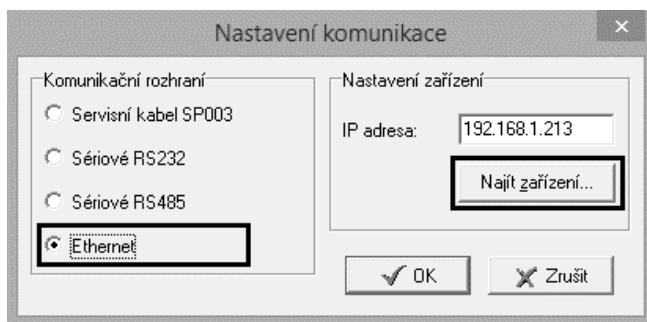 Nastavení komunikace
Komunikační rozhraní
Servisní kabel SP003
Sériové RS232
Sériové RS485
Ethernet
Nastavení zařízení
IP adresa: 192.168.1.213
Najít zařízení...
OK
Zrušit